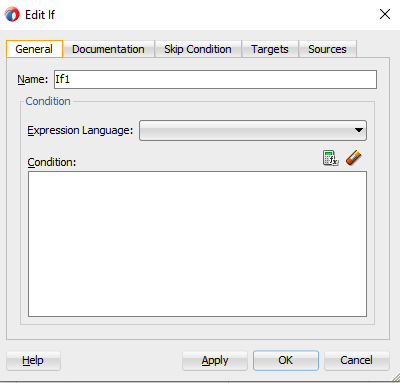 Edit If
General Documentation Skip Condition Targets Sources
Name: If1
Condition
Expression Language:
Condition:
Help Apply OK Cancel